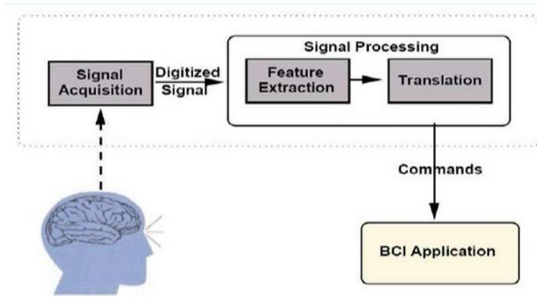 Signal Processing
Signal
Acquisition
Digitized
Signal
Feature
Extraction
Translation
Commands
BCI Application